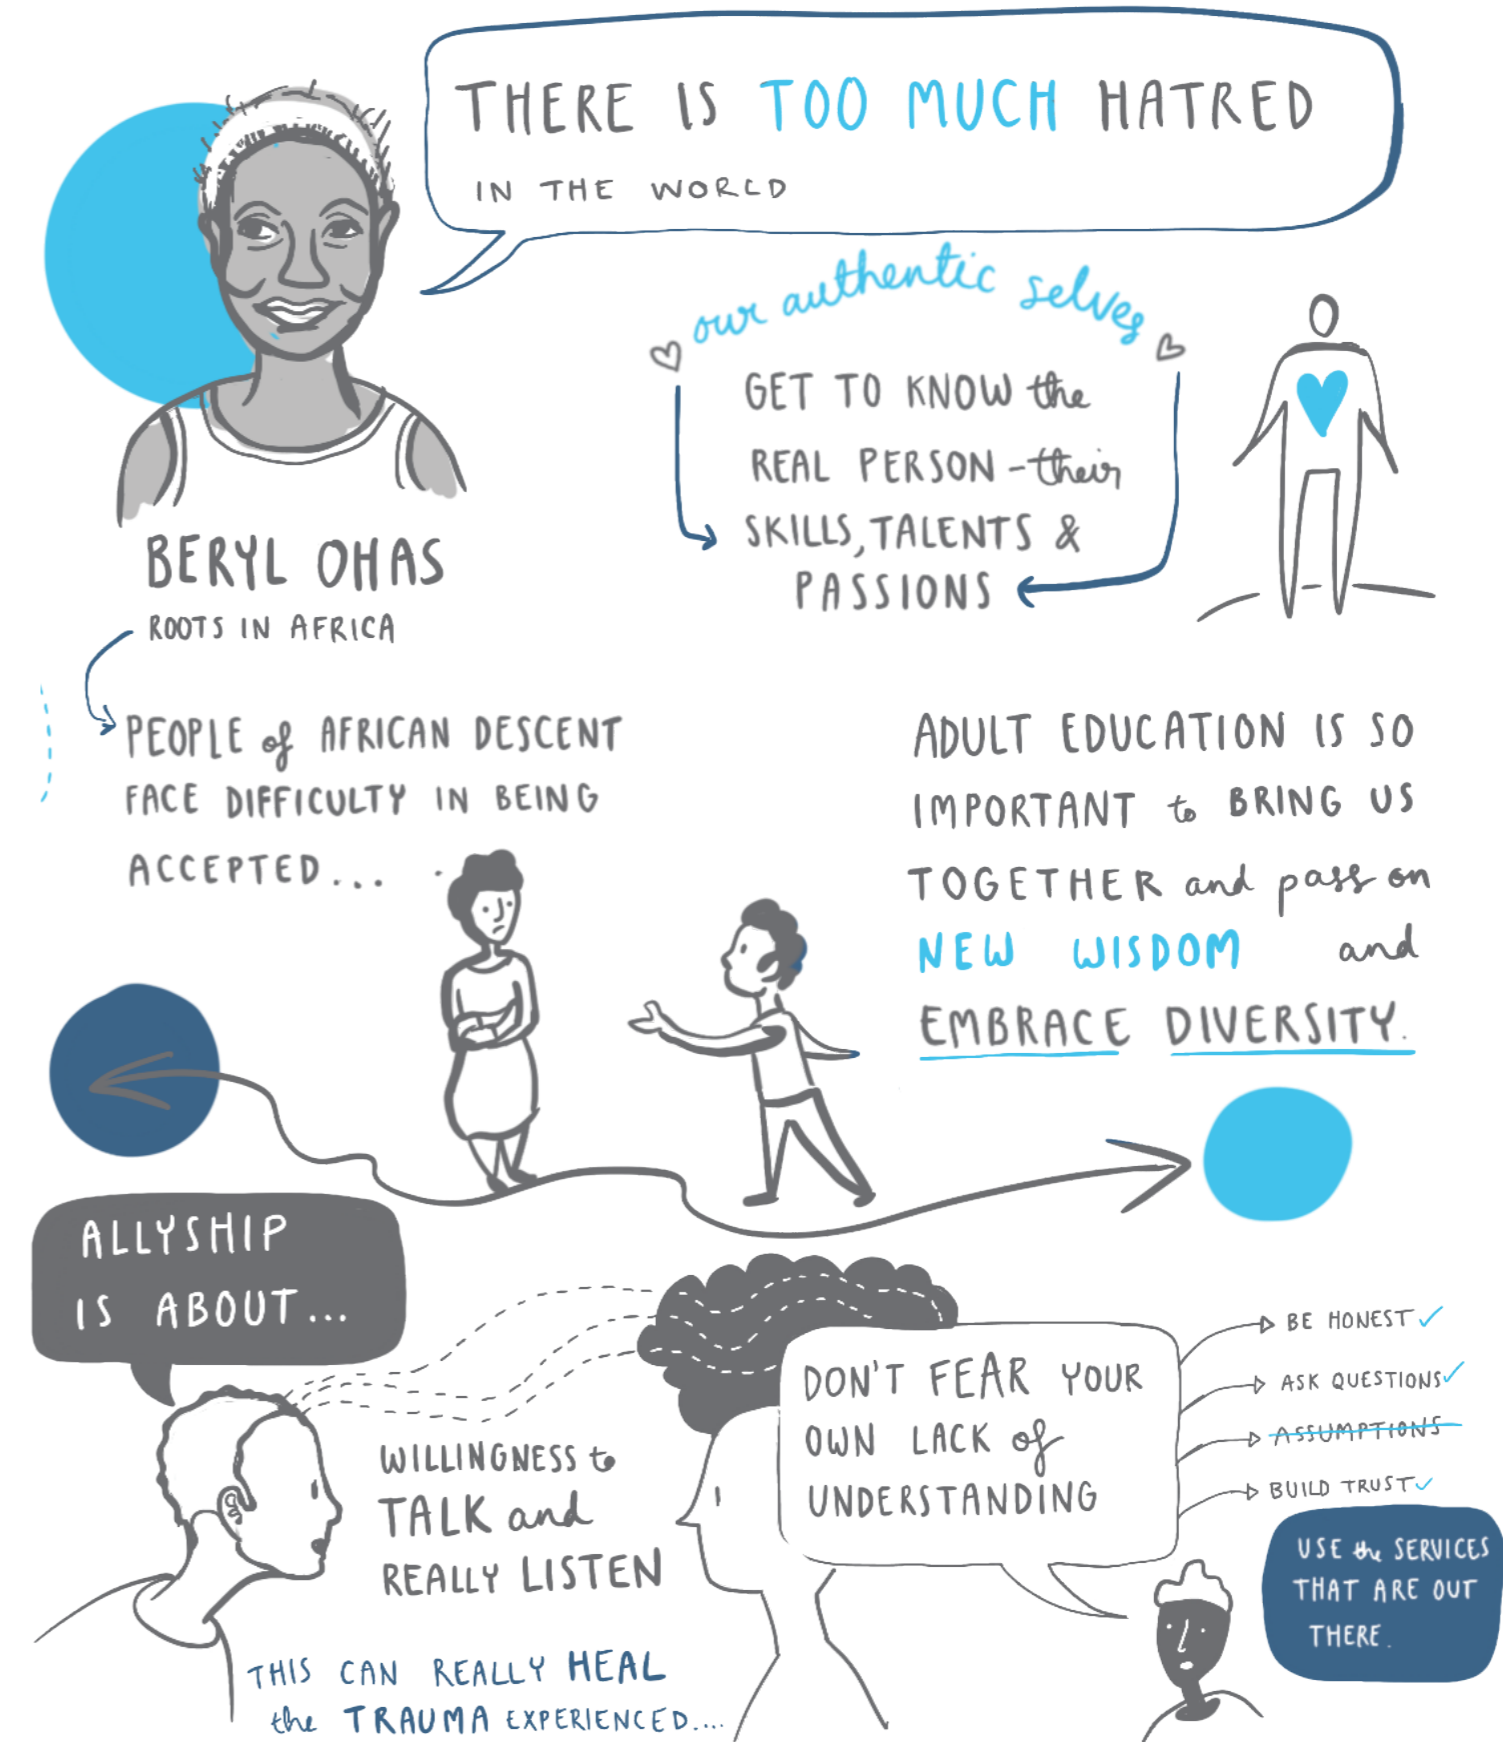 THERE IS TOO MUCH HATRED
IN THE WORLD
our authentic selves
GET TO KNOW the
REAL PERSON - their
SKILLS, TALENTS &
PASSIONS
BERYL OHAS
ROOTS IN AFRICA
PEOPLE of AFRICAN DESCENT
FACE DIFFICULTY IN BEING
ACCEPTED...
ADULT EDUCATION IS SO
IMPORTANT to BRING US
TOGETHER and pass on
NEW WISDOM and
EMBRACE DIVERSITY.
ALLYSHIP
IS ABOUT...
WILLINGNESS to
TALK and
REALLY LISTEN
THIS CAN REALLY HEAL
the TRAUMA EXPERIENCED....
DON'T FEAR YOUR
OWN LACK of
UNDERSTANDING
BE HONEST
ASK QUESTIONS
ASSUMPTIONS
BUILD TRUST
USE the SERVICES
THAT ARE OUT
THERE.